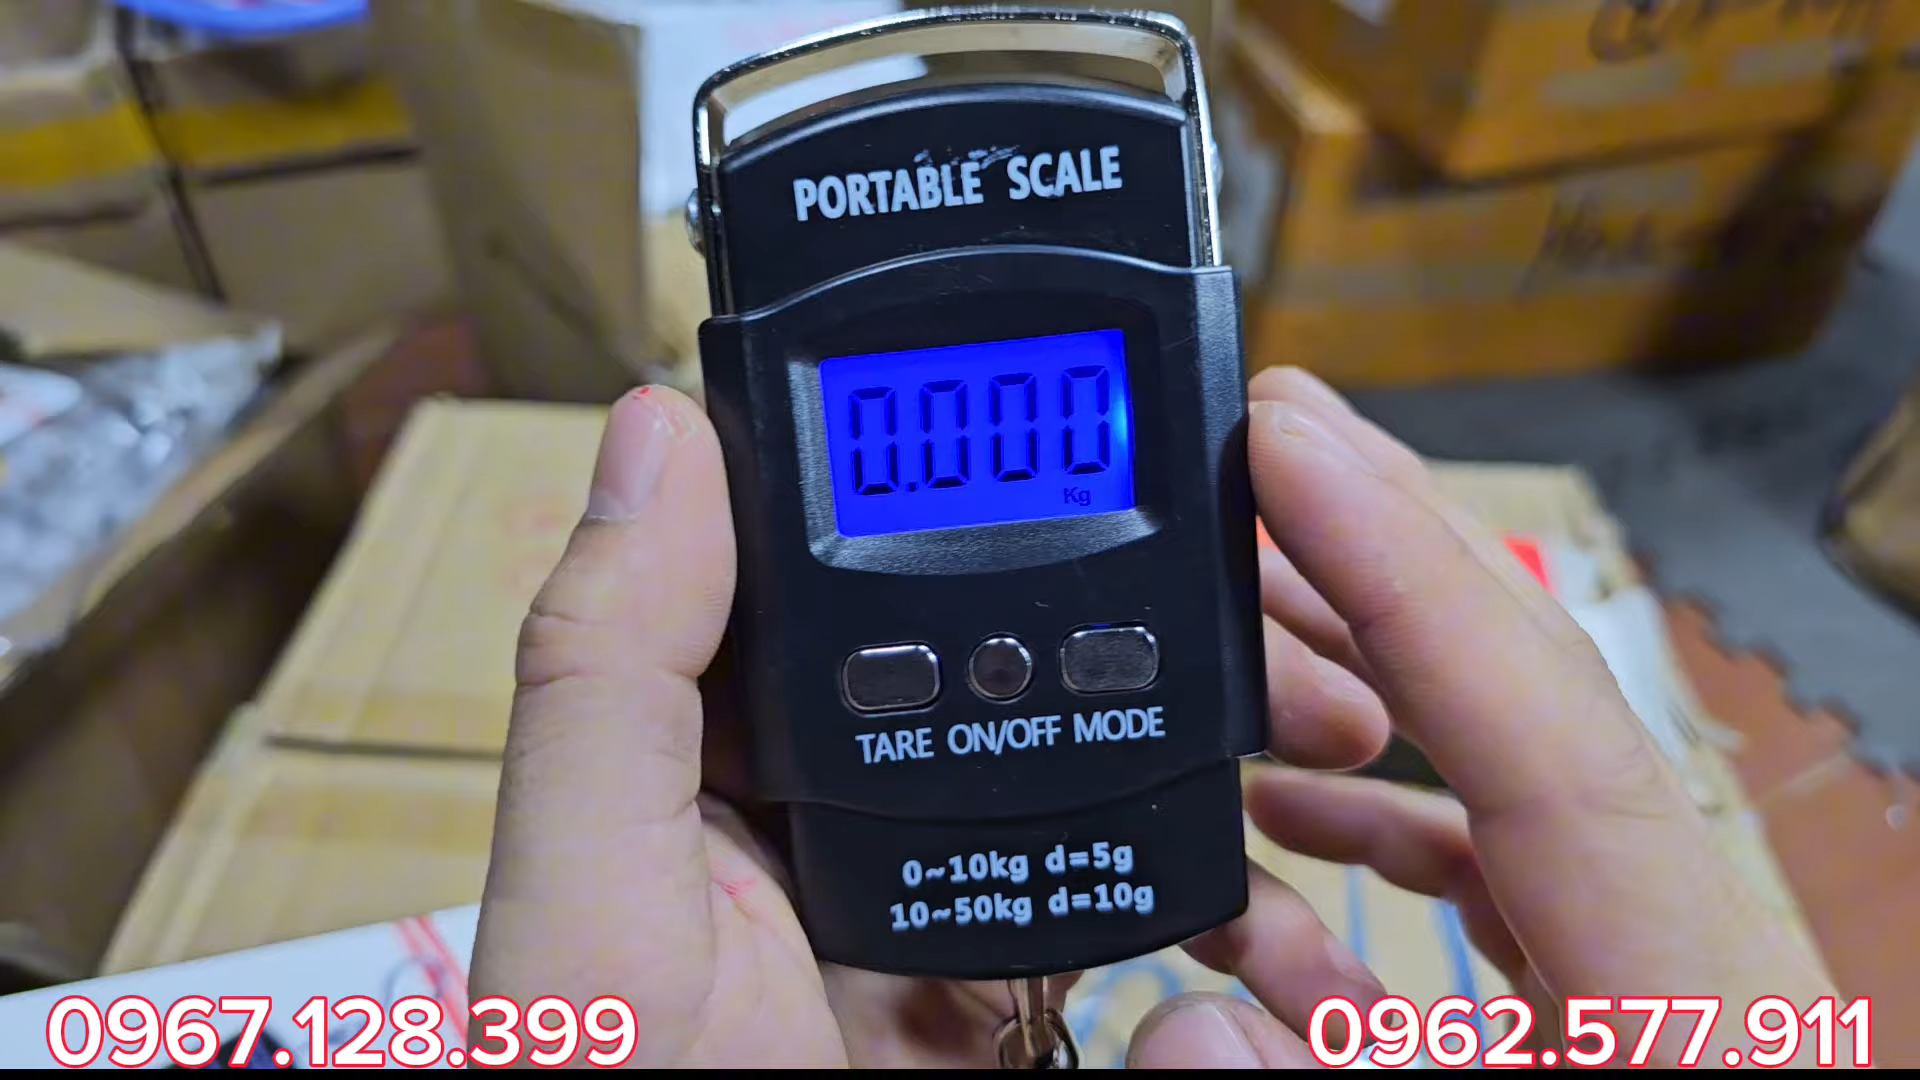 PORTABLE SCALE
0.000
Kg
TARE ON/OFF MODE
0~10kg d=5g
10~50kg d=10g
0967.128.399
0962.577.911